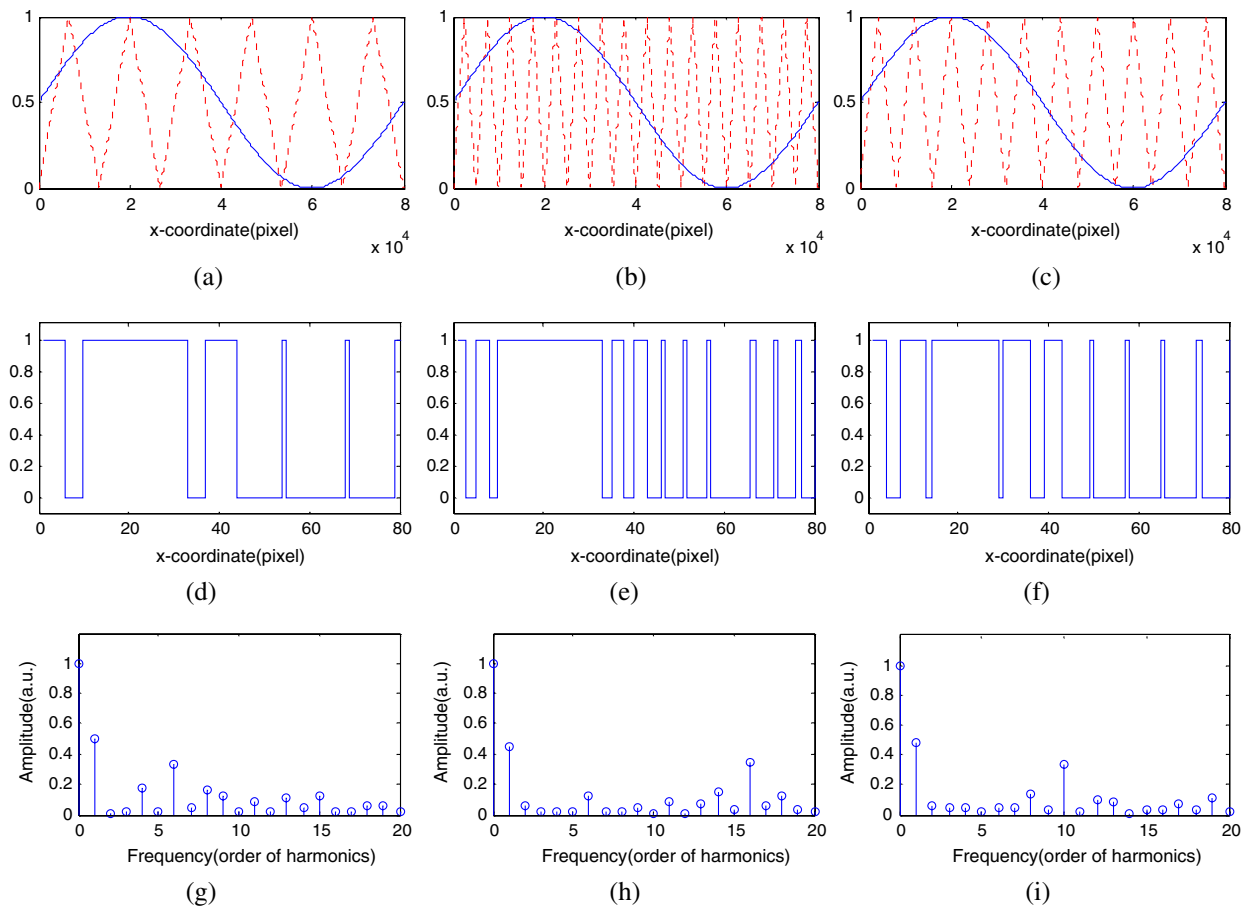 1
0.5
0
0 2 4 6 8
x-coordinate(pixel)
x 10^4
(a)
1
0.5
0
0 2 4 6 8
x-coordinate(pixel)
x 10^4
(b)
1
0.5
0
0 2 4 6 8
x-coordinate(pixel)
x 10^4
(c)
1
0.8
0.6
0.4
0.2
0
0 20 40 60 80
x-coordinate(pixel)
(d)
1
0.8
0.6
0.4
0.2
0
0 20 40 60 80
x-coordinate(pixel)
(e)
1
0.8
0.6
0.4
0.2
0
0 20 40 60 80
x-coordinate(pixel)
(f)
Amplitude(a.u.)
1
0.8
0.6
0.4
0.2
0
0 5 10 15 20
Frequency(order of harmonics)
(g)
Amplitude(a.u.)
1
0.8
0.6
0.4
0.2
0
0 5 10 15 20
Frequency(order of harmonics)
(h)
Amplitude(a.u.)
1
0.8
0.6
0.4
0.2
0
0 5 10 15 20
Frequency(order of harmonics)
(i)